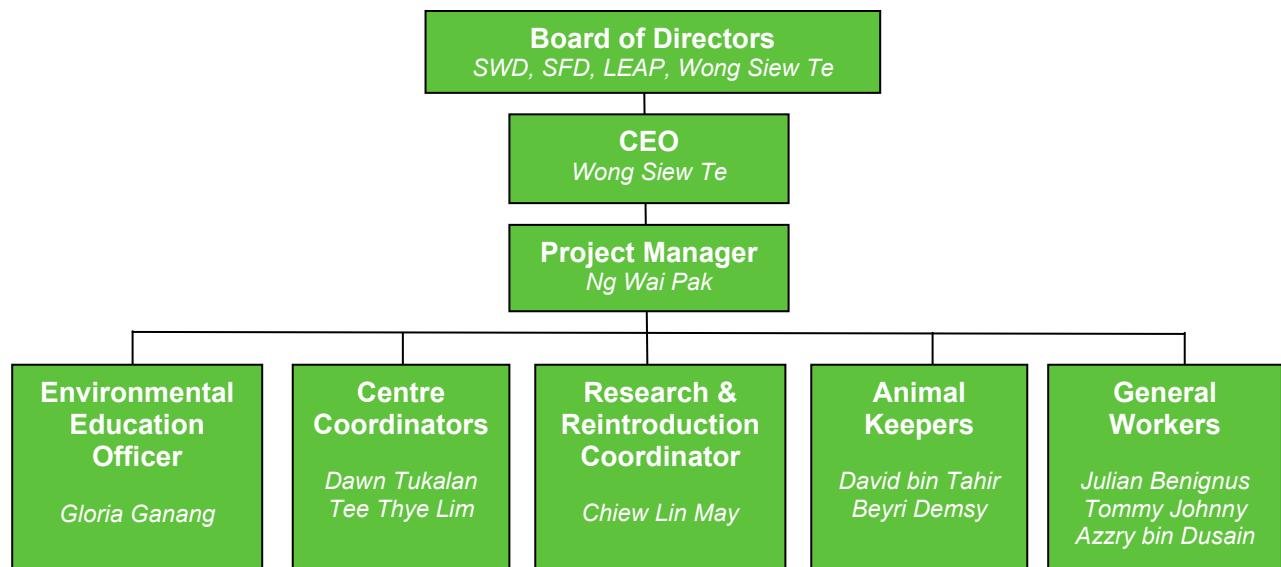 Board of Directors
SWD, SFD, LEAP, Wong Siew Te
CEO
Wong Siew Te
Project Manager
Ng Wai Pak
Environmental
Education
Officer
Gloria Ganang
Centre
Coordinators
Dawn Tukalan
Tee Thye Lim
Research &
Reintroduction
Coordinator
Chiew Lin May
Animal
Keepers
David bin Tahir
Beyri Demsy
General
Workers
Julian Benignus
Tommy Johnny
Azzry bin Dusain